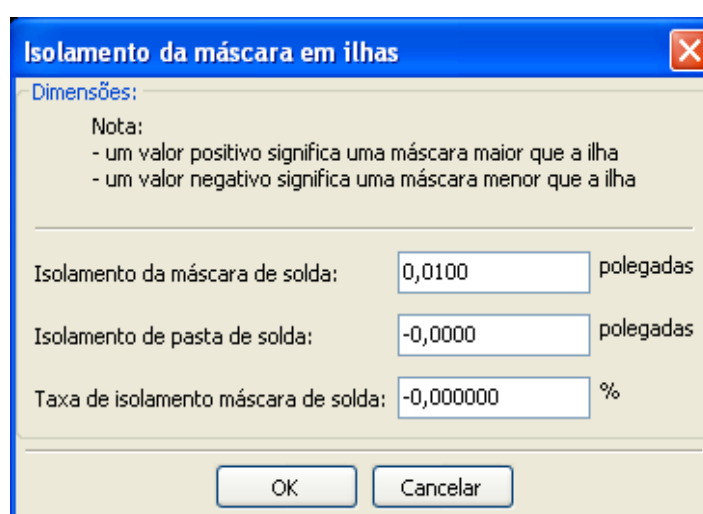 Isolamento da máscara em ilhas
Dimensões:
Nota:
- um valor positivo significa uma máscara maior que a ilha
- um valor negativo significa uma máscara menor que a ilha
Isolamento da máscara de solda: 0,0100 polegadas
Isolamento de pasta de solda: -0,0000 polegadas
Taxa de isolamento máscara de solda: -0,000000 %
OK Cancelar